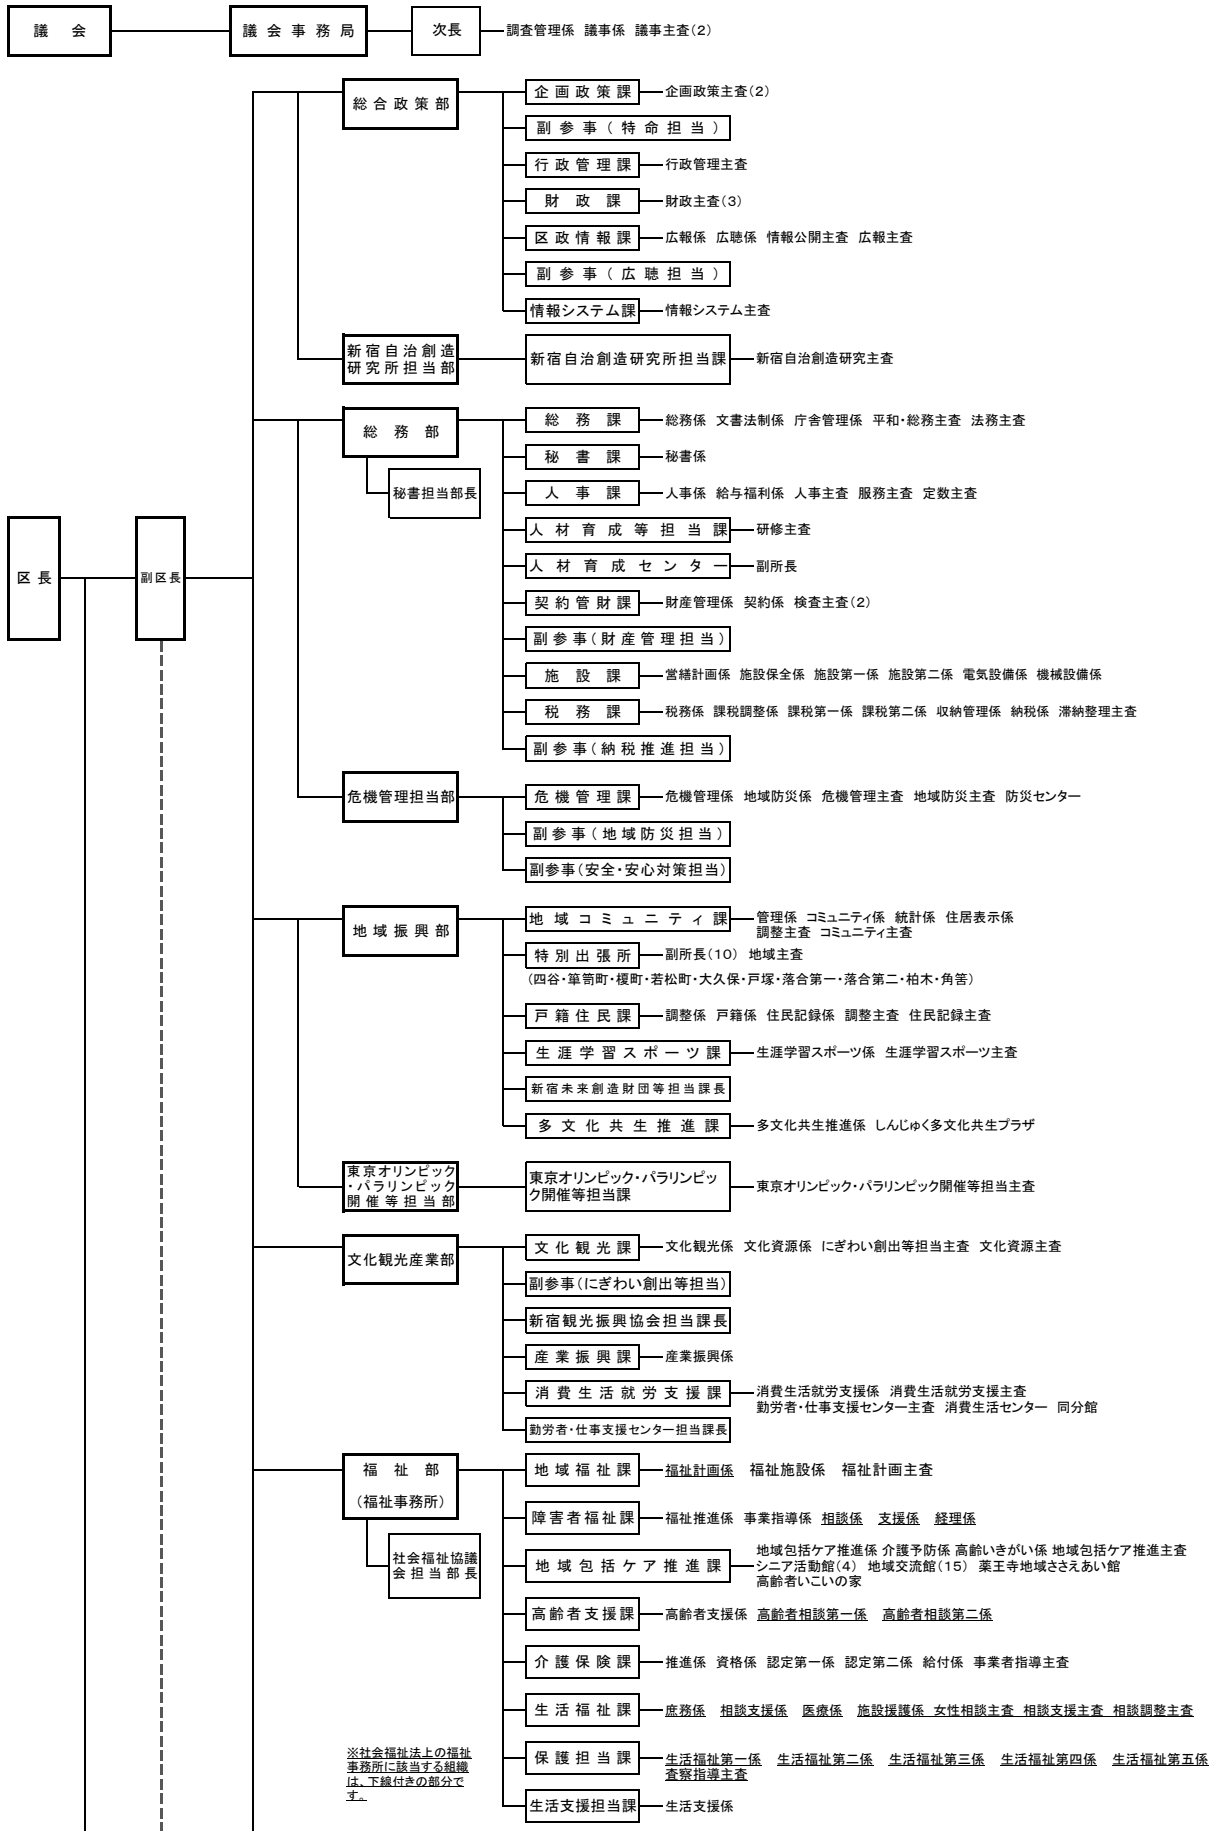 議会 議会事務局 次長 調査管理係 議事係 議事主査(2)
総合政策部
企画政策課 企画政策主査(2)
副参事(特命担当)
行政管理課 行政管理主査
財政課 財政主査(3)
区政情報課 広報係 広聴係 情報公開主査 広報主査
副参事(広聴担当)
情報システム課 情報システム主査
新宿自治創造
研究所担当部
新宿自治創造研究所担当課 新宿自治創造研究主査
総務部
秘書担当部長
総務課 総務係 文書法制係 庁舎管理係 平和・総務主査 法務主査
秘書課 秘書係
人事課 人事係 給与福利係 人事主査 服務主査 定数主査
人材育成等担当課 研修主査
人材育成センター 副所長
区長 副区長
契約管財課 財産管理係 契約係 検査主査(2)
副参事(財産管理担当)
施設課 営繕計画係 施設保全係 施設第一係 施設第二係 電気設備係 機械設備係
税務課 税務係 課税調整係 課税第一係 課税第二係 収納管理係 納税係 滞納整理主査
副参事(納税推進担当)
危機管理担当部
危機管理課 危機管理係 地域防災係 危機管理主査 地域防災主査 防災センター
副参事(地域防災担当)
副参事(安全・安心対策担当)
地域振興部
地域コミュニティ課 管理係 コミュニティ係 統計係 住居表示係
調整主査 コミュニティ主査
特別出張所 副所長(10) 地域主査
(四谷・箪笥町・榎町・若松町・大久保・戸塚・落合第一・落合第二・柏木・角筈)
戸籍住民課 調整係 戸籍係 住民記録係 調整主査 住民記録主査
生涯学習スポーツ課 生涯学習スポーツ係 生涯学習スポーツ主査
新宿未来創造財団等担当課長
多文化共生推進課 多文化共生推進係 しんじゅく多文化共生プラザ
東京オリンピック
・パラリンピック
開催等担当部
東京オリンピック・パラリンピッ
ク開催等担当課
東京オリンピック・パラリンピック開催等担当主査
文化観光産業部
文化観光課 文化観光係 文化資源係 にぎわい創出等担当主査 文化資源主査
副参事(にぎわい創出等担当)
新宿観光振興協会担当課長
産業振興課 産業振興係
消費生活就労支援課 消費生活就労支援係 消費生活就労支援主査
勤労者・仕事支援センター主査 消費生活センター 同分館
勤労者・仕事支援センター担当課長
福祉部
(福祉事務所)
社会福祉協議
会担当部長
地域福祉課 福祉計画係 福祉施設係 福祉計画主査
障害者福祉課 福祉推進係 事業指導係 相談係 支援係 経理係
地域包括ケア推進課 地域包括ケア推進係 介護予防係 高齢いきがい係 地域包括ケア推進主査
シニア活動館(4) 地域交流館(15) 薬王寺地域ささえあい館
高齢者いこいの家
高齢者支援課 高齢者支援係 高齢者相談第一係 高齢者相談第二係
介護保険課 推進係 資格係 認定第一係 認定第二係 給付係 事業者指導主査
生活福祉課 庶務係 相談支援係 医療係 施設援護係 女性相談主査 相談支援主査 相談調整主査
保護担当課 生活福祉第一係 生活福祉第二係 生活福祉第三係 生活福祉第四係 生活福祉第五係
査察指導主査
生活支援担当課 生活支援係
※社会福祉法上の福祉
事務所に該当する組織
は、下線付きの部分で
す。